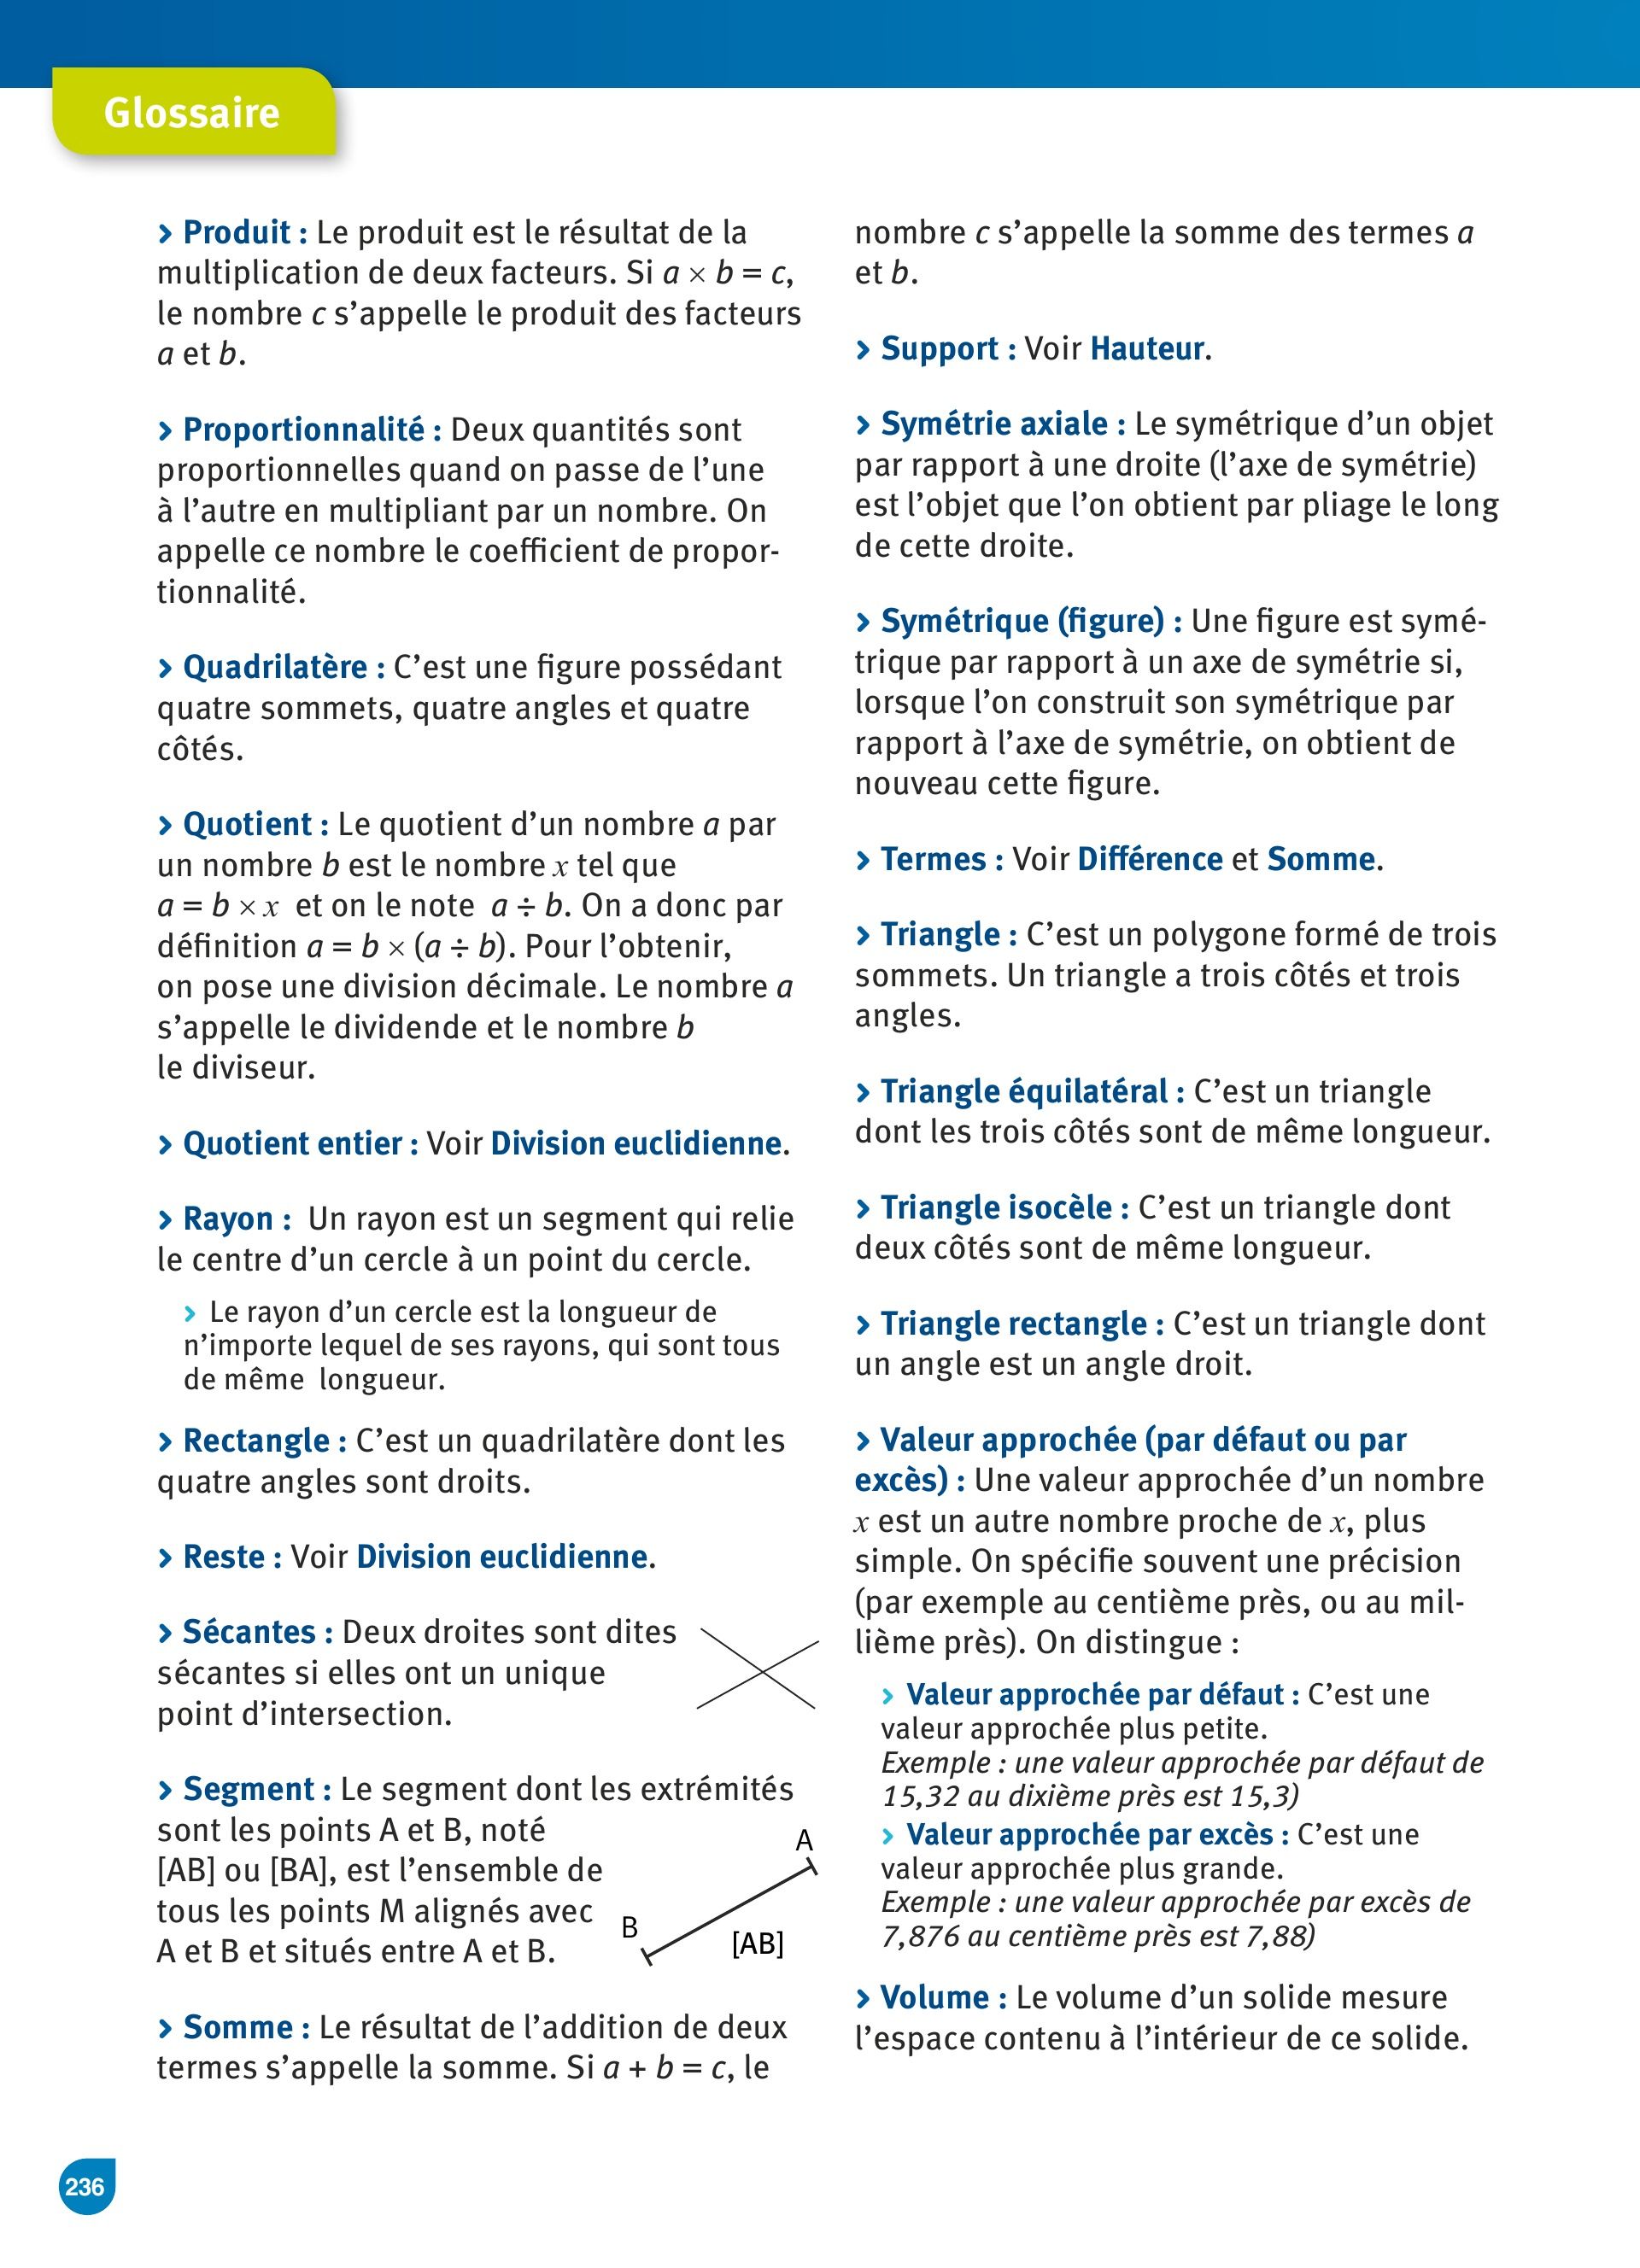 Glossaire
› Produit : Le produit est le résultat de la
multiplication de deux facteurs. Si a × b = c,
le nombre c s’appelle le produit des facteurs
a et b.
› Proportionnalité : Deux quantités sont
proportionnelles quand on passe de l’une
à l’autre en multipliant par un nombre. On
appelle ce nombre le coefficient de propor-
tionnalité.
› Quadrilatère : C’est une figure possédant
quatre sommets, quatre angles et quatre
côtés.
› Quotient : Le quotient d’un nombre a par
un nombre b est le nombre x tel que
a = b × x et on le note a ÷ b. On a donc par
définition a = b × (a ÷ b). Pour l’obtenir,
on pose une division décimale. Le nombre a
s’appelle le dividende et le nombre b
le diviseur.
› Quotient entier : Voir Division euclidienne.
› Rayon : Un rayon est un segment qui relie
le centre d’un cercle à un point du cercle.
› Le rayon d’un cercle est la longueur de
n’importe lequel de ses rayons, qui sont tous
de même longueur.
› Rectangle : C’est un quadrilatère dont les
quatre angles sont droits.
› Reste : Voir Division euclidienne.
› Sécantes : Deux droites sont dites
sécantes si elles ont un unique
point d’intersection.
› Segment : Le segment dont les extrémités
sont les points A et B, noté
[AB] ou [BA], est l’ensemble de
tous les points M alignés avec
A et B et situés entre A et B.
A
B
[AB]
› Somme : Le résultat de l’addition de deux
termes s’appelle la somme. Si a + b = c, le
nombre c s’appelle la somme des termes a
et b.
› Support : Voir Hauteur.
› Symétrie axiale : Le symétrique d’un objet
par rapport à une droite (l’axe de symétrie)
est l’objet que l’on obtient par pliage le long
de cette droite.
› Symétrique (figure) : Une figure est symé-
trique par rapport à un axe de symétrie si,
lorsque l’on construit son symétrique par
rapport à l’axe de symétrie, on obtient de
nouveau cette figure.
› Termes : Voir Différence et Somme.
› Triangle : C’est un polygone formé de trois
sommets. Un triangle a trois côtés et trois
angles.
› Triangle équilatéral : C’est un triangle
dont les trois côtés sont de même longueur.
› Triangle isocèle : C’est un triangle dont
deux côtés sont de même longueur.
› Triangle rectangle : C’est un triangle dont
un angle est un angle droit.
› Valeur approchée (par défaut ou par
excès) : Une valeur approchée d’un nombre
x est un autre nombre proche de x, plus
simple. On spécifie souvent une précision
(par exemple au centième près, ou au mil-
lième près). On distingue :
› Valeur approchée par défaut : C’est une
valeur approchée plus petite.
Exemple : une valeur approchée par défaut de
15,32 au dixième près est 15,3)
› Valeur approchée par excès : C’est une
valeur approchée plus grande.
Exemple : une valeur approchée par excès de
7,876 au centième près est 7,88)
› Volume : Le volume d’un solide mesure
l’espace contenu à l’intérieur de ce solide.
236